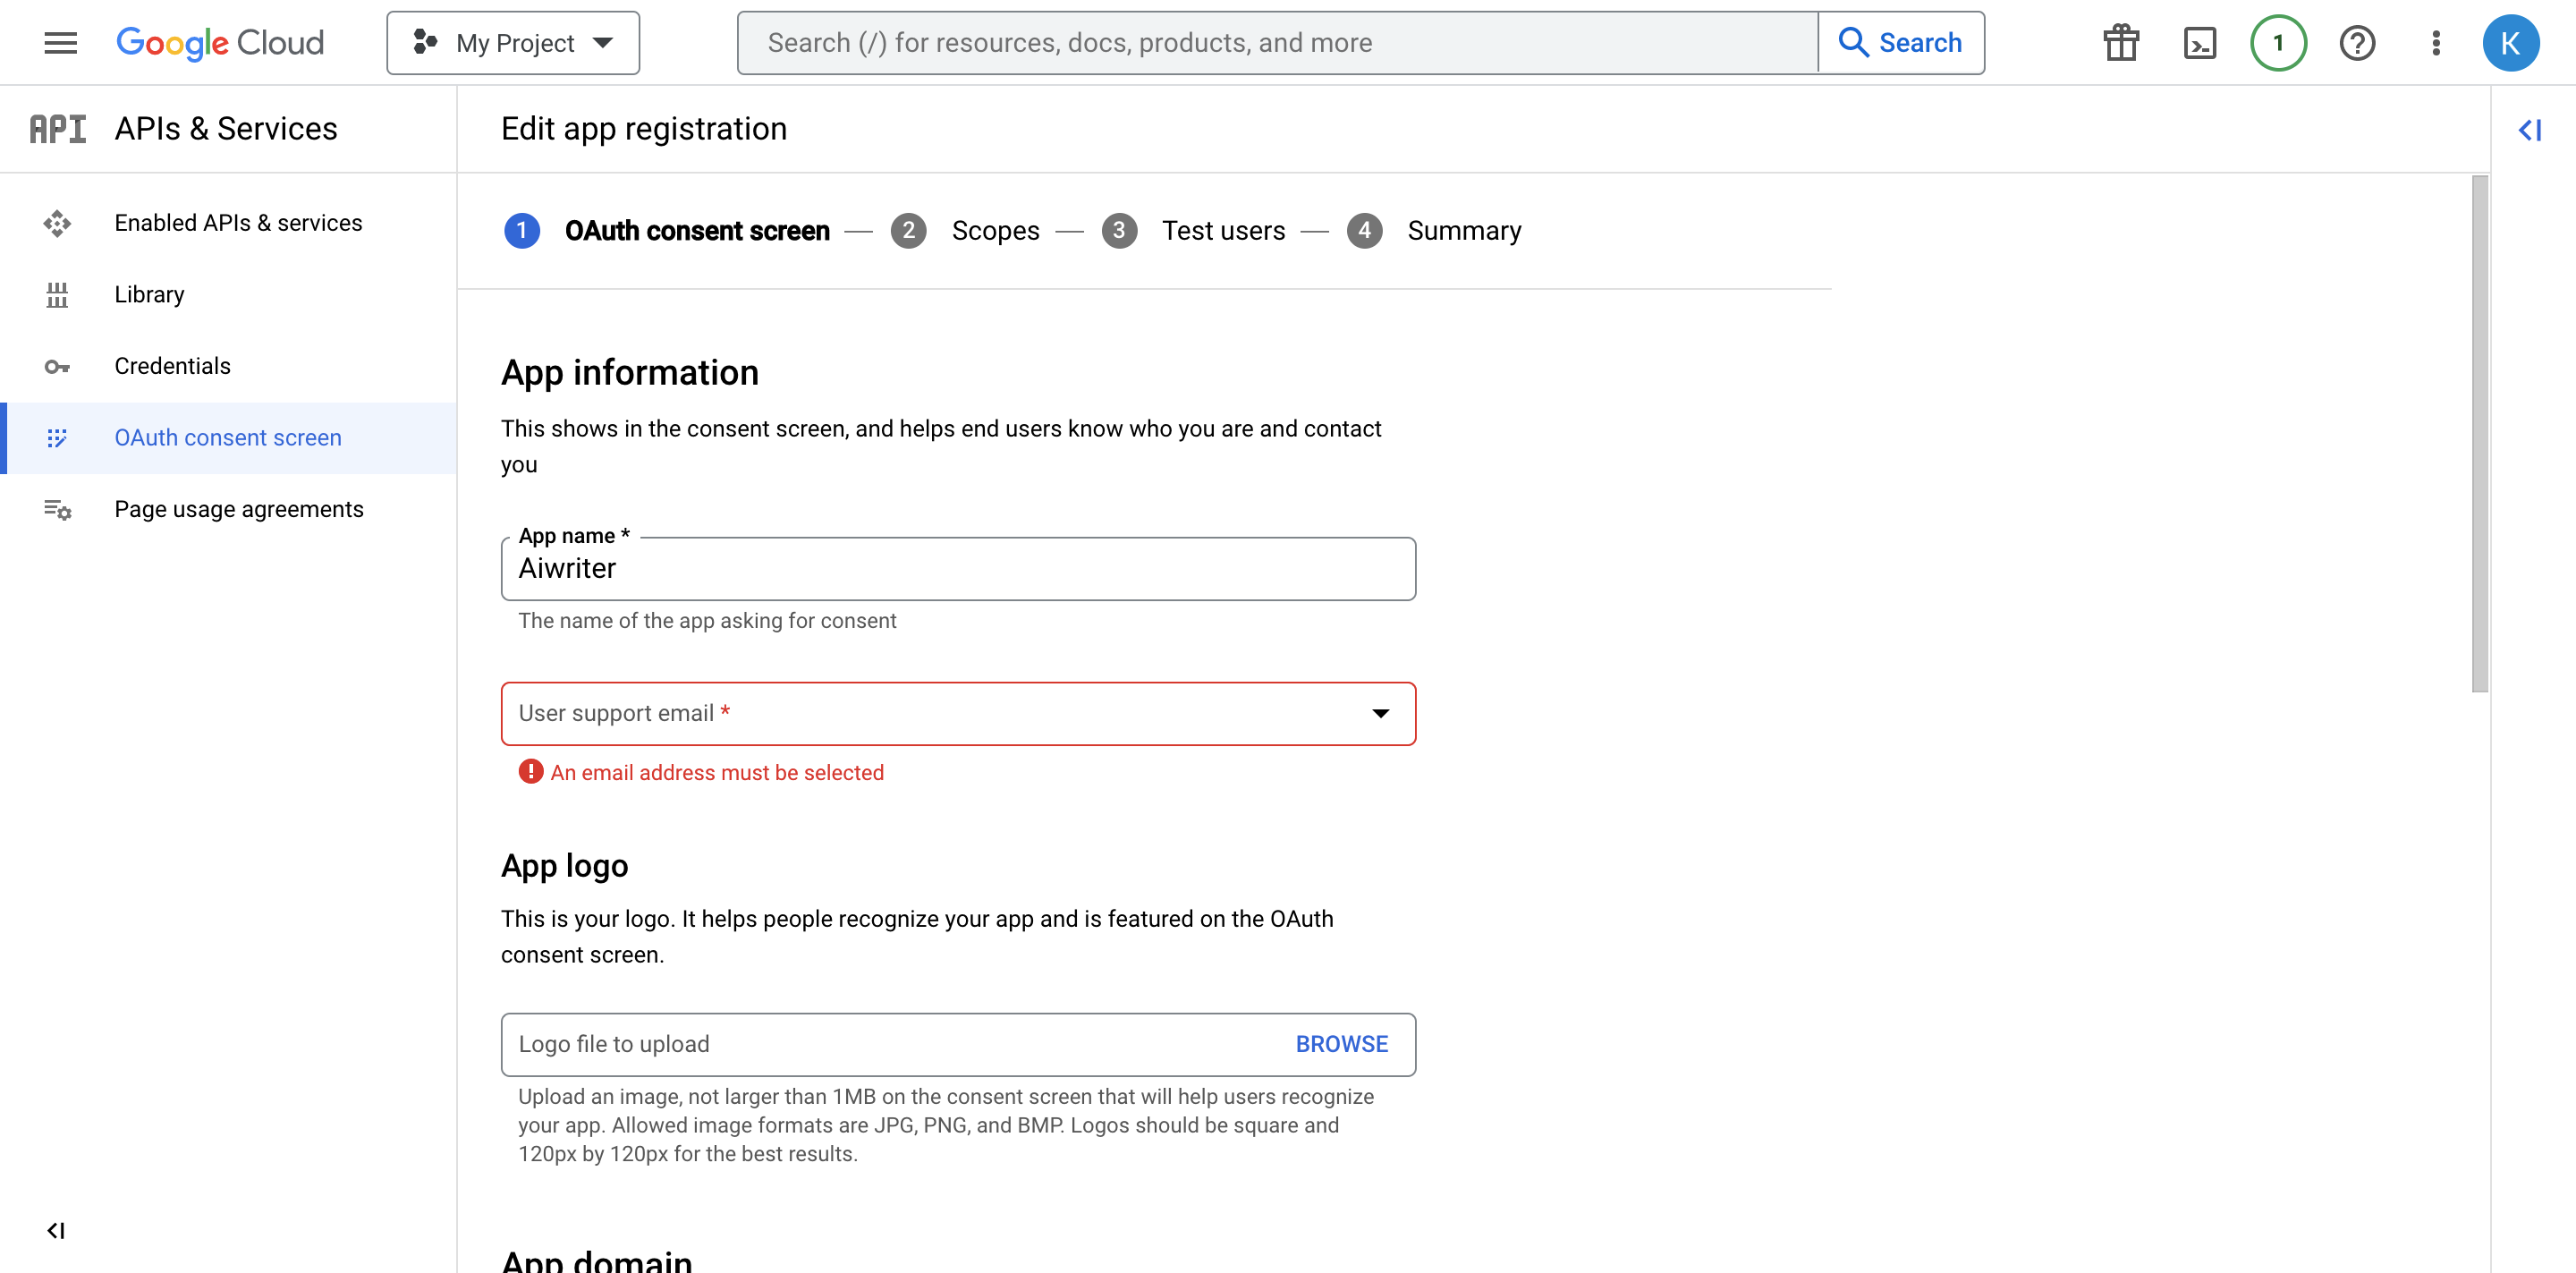 Google Cloud
My Project
Search (/) for resources, docs, products, and more
Search
1
K
API APIs & Services
Edit app registration
Enabled APIs & services
Library
Credentials
OAuth consent screen
Page usage agreements
1 OAuth consent screen — 2 Scopes — 3 Test users — 4 Summary
App information
This shows in the consent screen, and helps end users know who you are and contact
you
App name *
Aiwriter
The name of the app asking for consent
User support email *
An email address must be selected
App logo
This is your logo. It helps people recognize your app and is featured on the OAuth
consent screen.
Logo file to upload
BROWSE
Upload an image, not larger than 1MB on the consent screen that will help users recognize
your app. Allowed image formats are JPG, PNG, and BMP. Logos should be square and
120px by 120px for the best results.
App domain